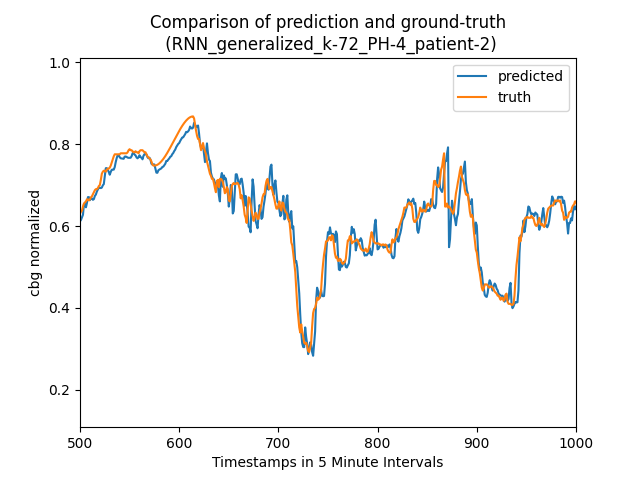 Comparison of prediction and ground-truth
(RNN_generalized_k-72_PH-4_patient-2)
predicted
truth
cbg normalized
1.0
0.8
0.6
0.4
0.2
500 600 700 800 900 1000
Timestamps in 5 Minute Intervals